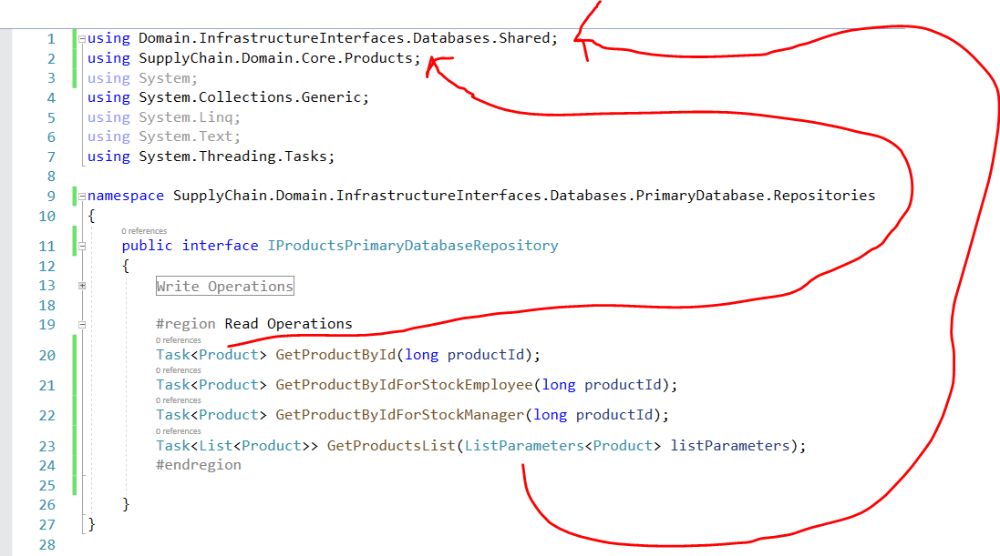 1 using Domain.InfrastructureInterfaces.Databases.Shared;
2 using SupplyChain.Domain.Core.Products;
3 using System;
4 using System.Collections.Generic;
5 using System.Linq;
6 using System.Text;
7 using System.Threading.Tasks;
8
9 namespace SupplyChain.Domain.InfrastructureInterfaces.Databases.PrimaryDatabase.Repositories
10 {
0 references
11 public interface IProductsPrimaryDatabaseRepository
12 {
13 Write Operations
18
19 #region Read Operations
0 references
20 Task<Product> GetProductById(long productId);
0 references
21 Task<Product> GetProductByIdForStockEmployee(long productId);
0 references
22 Task<Product> GetProductByIdForStockManager(long productId);
0 references
23 Task<List<Product>> GetProductsList(ListParameters<Product> listParameters);
24 #endregion
25
26 }
27 }
28